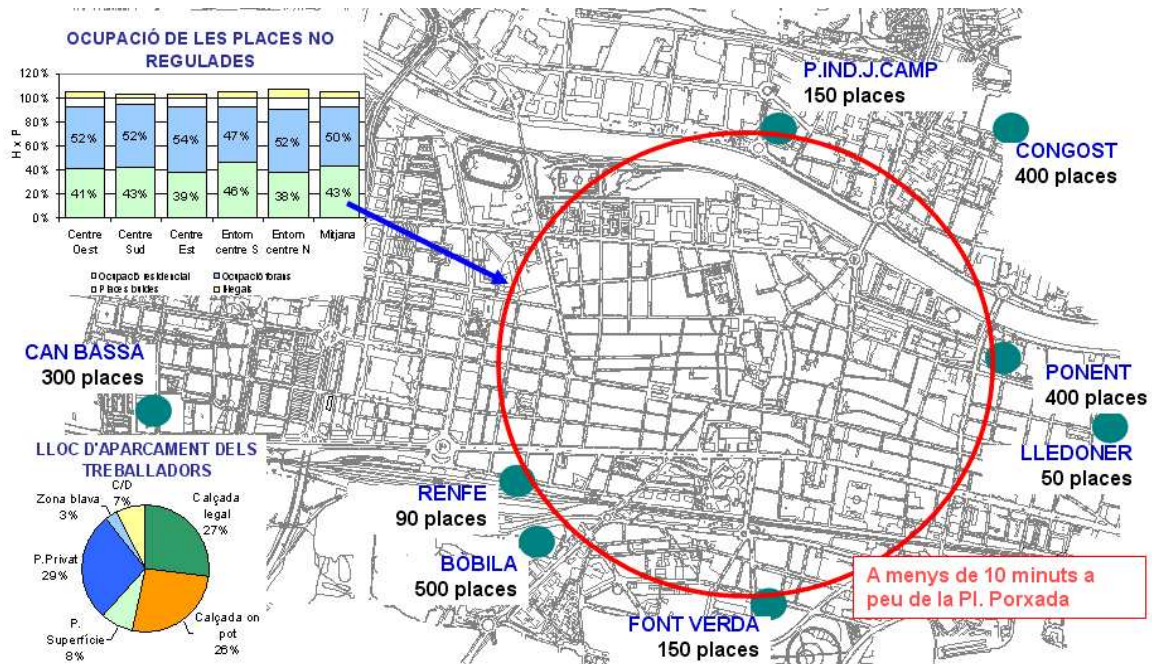 OCUPACIÓ DE LES PLACES NO
REGULADES
120%
100%
80%
60%
40%
20%
0%
H x P
52%
52%
54%
47%
52%
50%
41%
43%
39%
46%
38%
43%
Centre
Oest
Centre
Sud
Centre
Est
Entorn
centre S
Entorn
centre N
Mitjana
Ocupació residencial
Ocupació forans
Places buides
Il·legals
P.IND.J.CAMP
150 places
CONGOST
400 places
CAN BASSA
300 places
PONENT
400 places
LLEDONER
50 places
RENFE
90 places
BOBILA
500 places
FONT VERDA
150 places
A menys de 10 minuts a
peu de la Pl. Porxada
LLOC D'APARCAMENT DELS
TREBALLADORS
C/D
7%
Zona blava
3%
Calçada
legal
27%
P.Privat
29%
P.
Superfície
8%
Calçada on
pot
26%